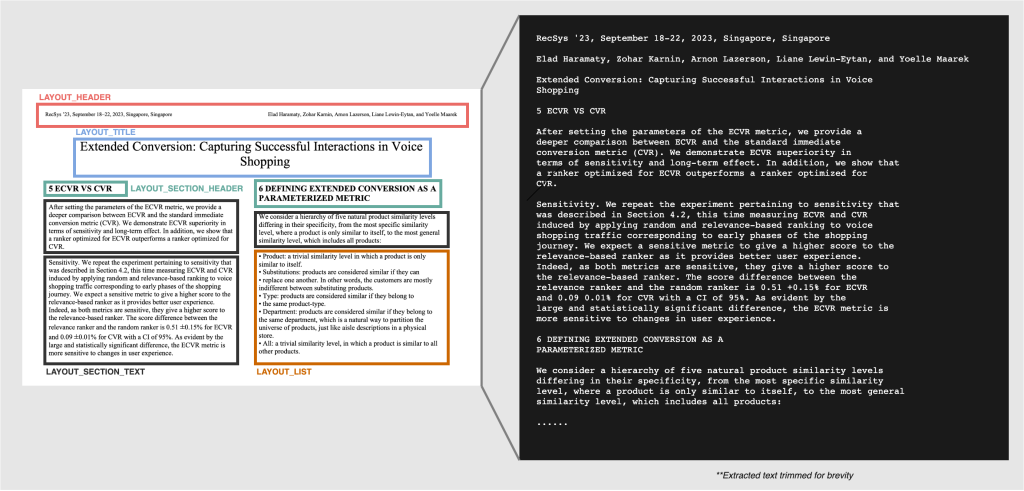 LAYOUT_HEADER
RecSys '23, September 18–22, 2023, Singapore, Singapore
Elad Haramaty, Zohar Karnin, Arnon Lazerson, Liane Lewin-Eytan, and Yoelle Maarek
LAYOUT_TITLE
Extended Conversion: Capturing Successful Interactions in Voice
Shopping
5 ECVR VS CVR
LAYOUT_SECTION_HEADER
After setting the parameters of the ECVR metric, we provide a
deeper comparison between ECVR and the standard immediate
conversion metric (CVR). We demonstrate ECVR superiority in
terms of sensitivity and long-term effect. In addition, we show that
a ranker optimized for ECVR outperforms a ranker optimized for
CVR.
Sensitivity. We repeat the experiment pertaining to sensitivity that
was described in Section 4.2, this time measuring ECVR and CVR
induced by applying random and relevance-based ranking to voice
shopping traffic corresponding to early phases of the shopping
journey. We expect a sensitive metric to give a higher score to the
relevance-based ranker as it provides better user experience.
Indeed, as both metrics are sensitive, they give a higher score to
the relevance-based ranker. The score difference between the
relevance ranker and the random ranker is 0.51 ±0.15% for ECVR
and 0.09 ±0.01% for CVR with a CI of 95%. As evident by the
large and statistically significant difference, the ECVR metric is
more sensitive to changes in user experience.
LAYOUT_SECTION_TEXT
6 DEFINING EXTENDED CONVERSION AS A
PARAMETERIZED METRIC
We consider a hierarchy of five natural product similarity levels
differing in their specificity, from the most specific similarity
level, where a product is only similar to itself, to the most general
similarity level, which includes all products:
• Product: a trivial similarity level in which a product is only
similar to itself.
• Substitutions: products are considered similar if they can
• replace one another. In other words, the customers are mostly
indifferent between substituting products.
• Type: products are considered similar if they belong to
• the same product-type.
• Department: products are considered similar if they belong to
the same department, which is a natural way to partition the
universe of products, just like aisle descriptions in a physical
store.
• All: a trivial similarity level, in which a product is similar to all
other products.
LAYOUT_LIST
RecSys '23, September 18–22, 2023, Singapore, Singapore
Elad Haramaty, Zohar Karnin, Arnon Lazerson, Liane Lewin-Eytan, and Yoelle Maarek
Extended Conversion: Capturing Successful Interactions in Voice
Shopping
5 ECVR VS CVR
After setting the parameters of the ECVR metric, we provide a
deeper comparison between ECVR and the standard immediate
conversion metric (CVR). We demonstrate ECVR superiority in
terms of sensitivity and long-term effect. In addition, we show that
a ranker optimized for ECVR outperforms a ranker optimized for
CVR.
Sensitivity. We repeat the experiment pertaining to sensitivity that
was described in Section 4.2, this time measuring ECVR and CVR
induced by applying random and relevance-based ranking to voice
shopping traffic corresponding to early phases of the shopping
journey. We expect a sensitive metric to give a higher score to the
relevance-based ranker as it provides better user experience.
Indeed, as both metrics are sensitive, they give a higher score to
the relevance-based ranker. The score difference between the
relevance ranker and the random ranker is 0.51 +0.15% for ECVR
and 0.09 0.01% for CVR with a CI of 95%. As evident by the
large and statistically significant difference, the ECVR metric is
more sensitive to changes in user experience.
6 DEFINING EXTENDED CONVERSION AS A
PARAMETERIZED METRIC
We consider a hierarchy of five natural product similarity levels
differing in their specificity, from the most specific similarity
level, where a product is only similar to itself, to the most general
similarity level, which includes all products:
......
**Extracted text trimmed for brevity